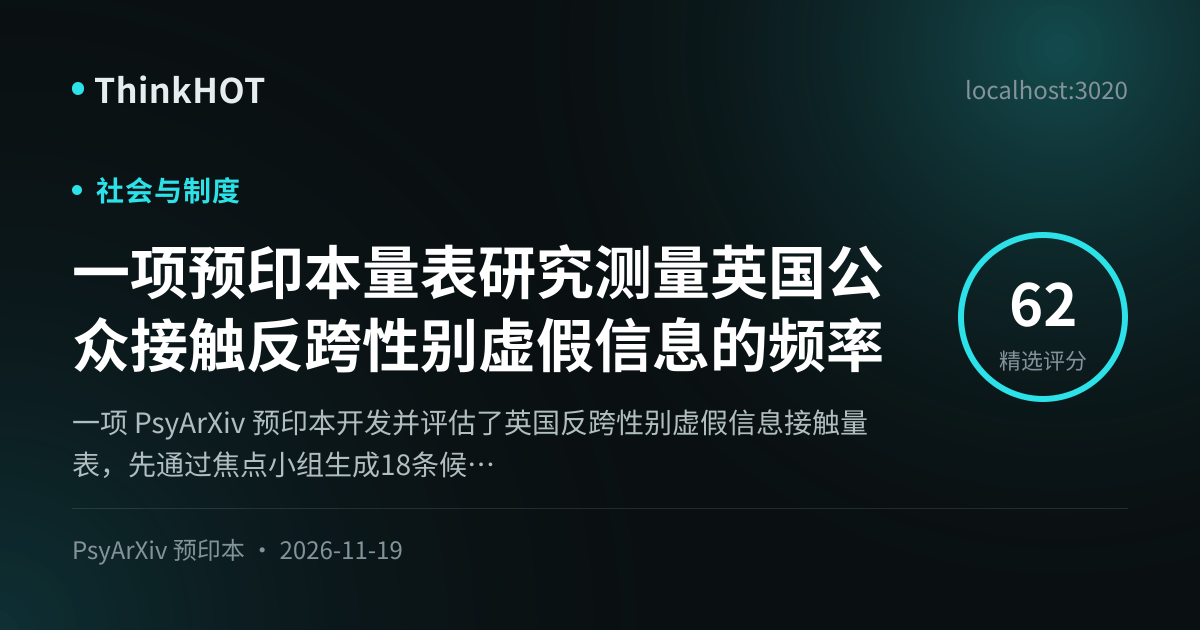 ThinkHOT
localhost:3020
社会与制度
一项预印本量表研究测量英国公
众接触反跨性别虚假信息的频率
62
精选评分
一项 PsyArXiv 预印本开发并评估了英国反跨性别虚假信息接触量
表，先通过焦点小组生成18条候…
PsyArXiv 预印本 · 2026-11-19